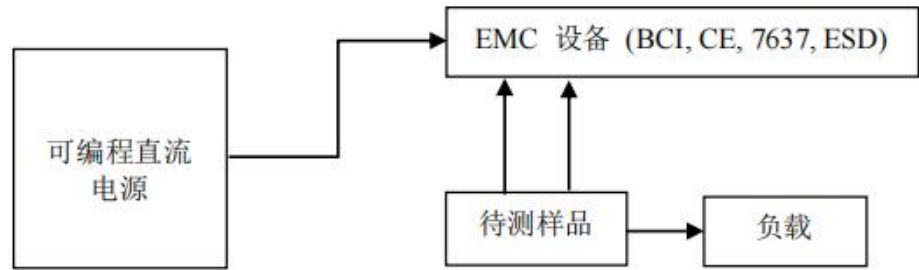 EMC 设备 (BCI, CE, 7637, ESD)
可编程直流
电源
待测样品
负载